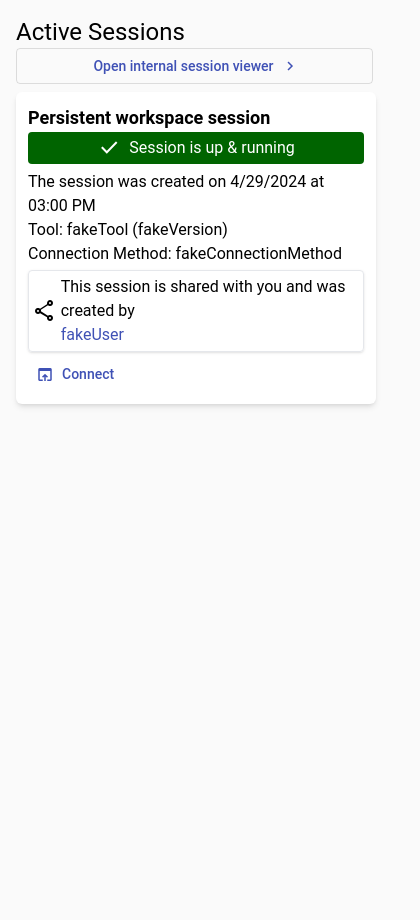 Active Sessions
Open internal session viewer
Persistent workspace session
Session is up & running
The session was created on 4/29/2024 at
03:00 PM
Tool: fakeTool (fakeVersion)
Connection Method: fakeConnectionMethod
This session is shared with you and was
created by
fakeUser
Connect